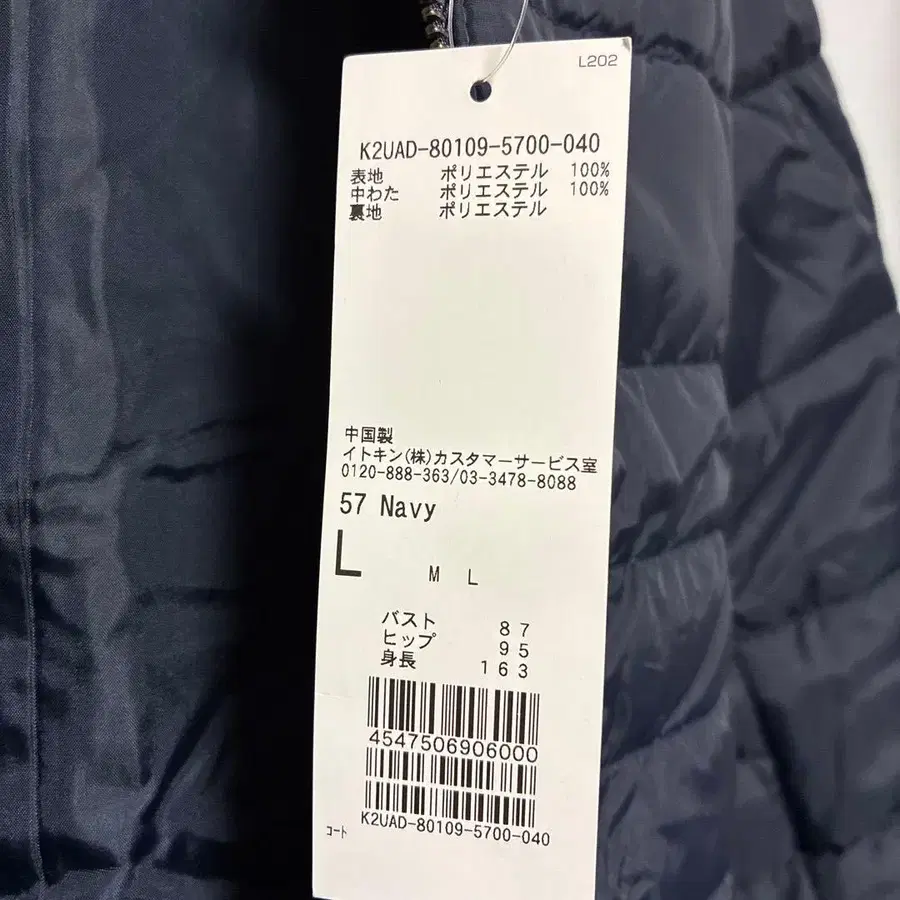 L202
K2UAD-80109-5700-040
表地 ポリエステル 100%
中わた ポリエステル 100%
裏地 ポリエステル
中国製
イトキン(株)カスタマーサービス室
0120-888-363/03-3478-8088
57 Navy
L M L
バスト 87
ヒップ 95
身長 163
4547506906000
K2UAD-80109-5700-040
コート